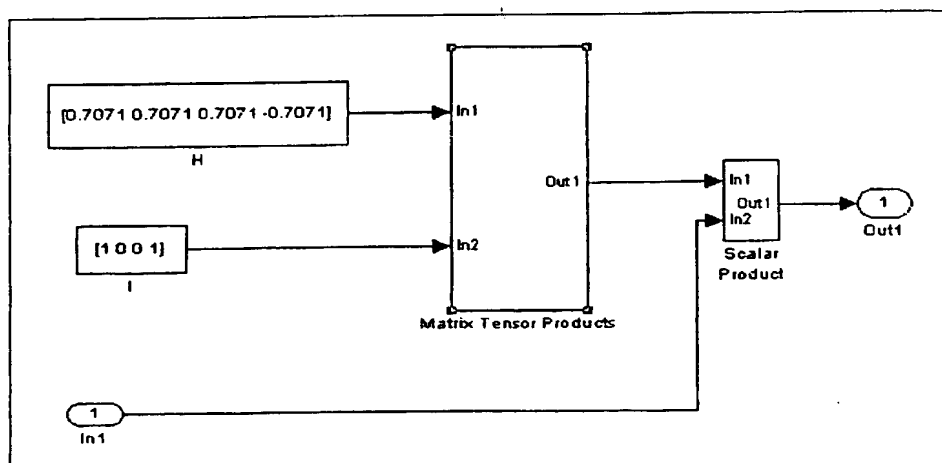 [0.7071 0.7071 0.7071 -0.7071]
H
In1
Out1
In1
Out1
In2
1
Out1
Scalar
Product
[1 0 0 1]
I
In2
Matrix Tensor Products
1
In1